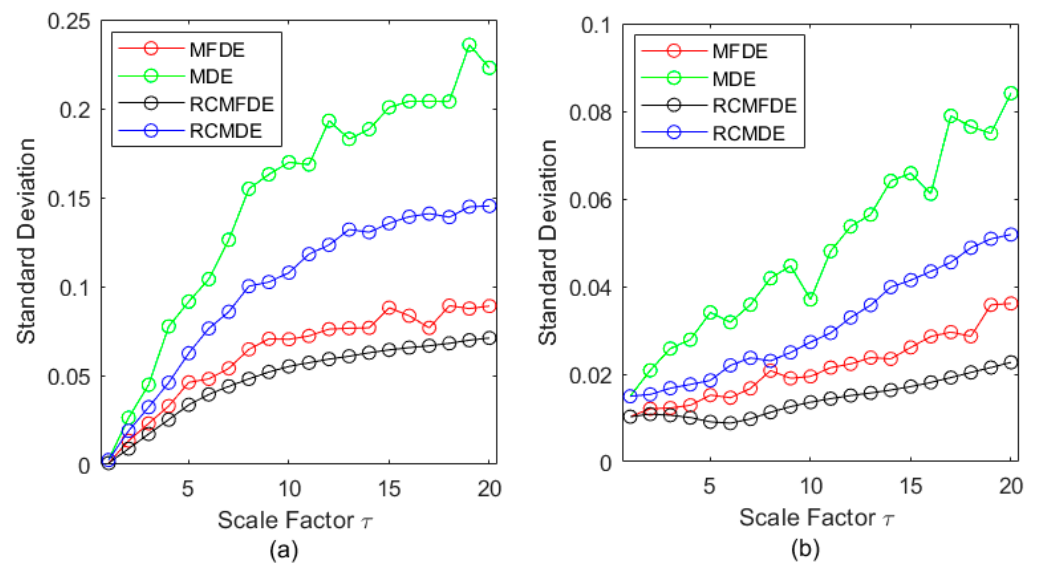 0.25
0.2
0.15
0.1
0.05
0
Standard Deviation
MFDE
MDE
RCMFDE
RCMDE
5 10 15 20
Scale Factor τ
(a)
0.1
0.08
0.06
0.04
0.02
0
Standard Deviation
MFDE
MDE
RCMFDE
RCMDE
5 10 15 20
Scale Factor τ
(b)